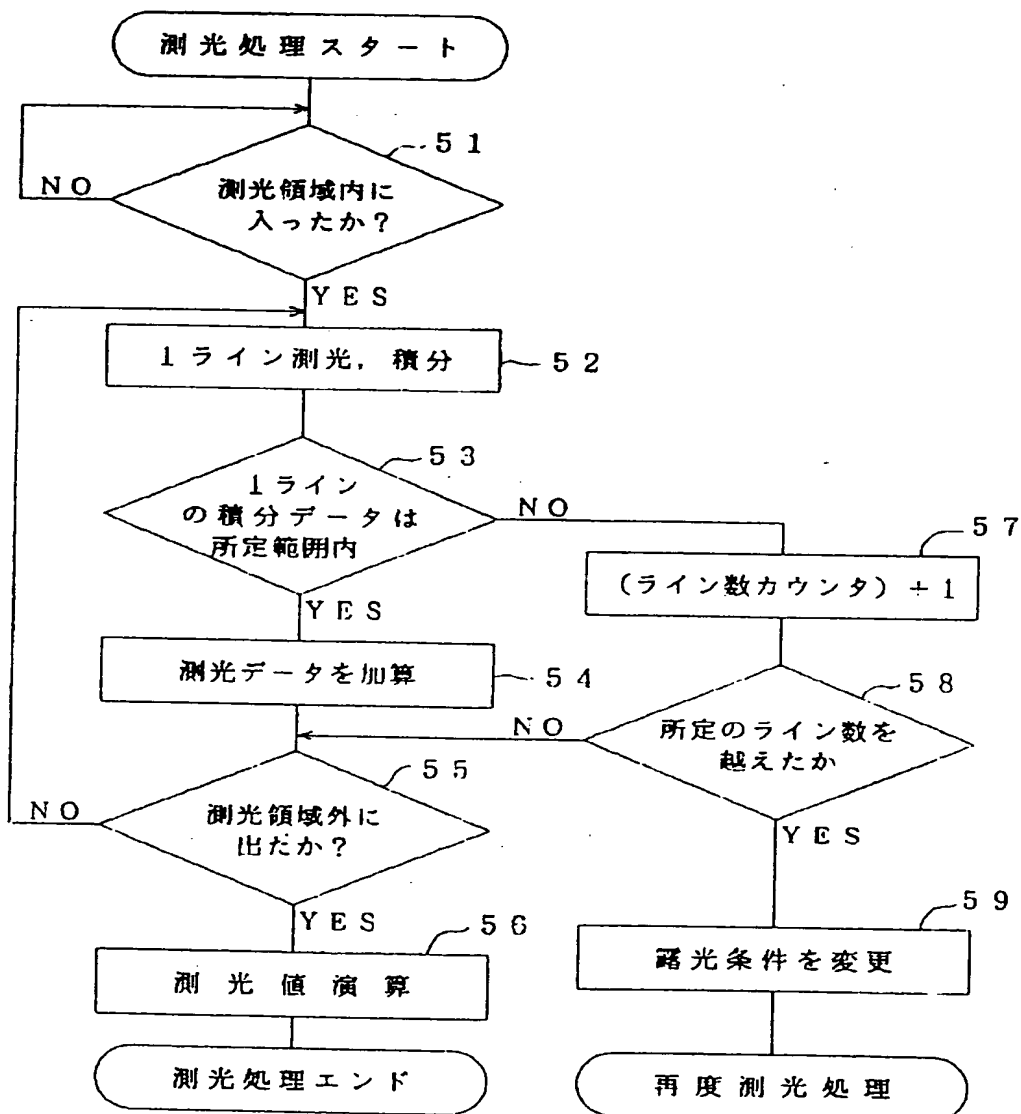 測光処理スタート
51
NO
測光領域内に
入ったか？
YES
1ライン測光，積分
52
53
1ライン
の積分データは
所定範囲内
NO
57
（ライン数カウンタ）＋1
YES
測光データを加算
54
58
NO
所定のライン数を
越えたか
55
NO
測光領域外に
出たか？
YES
YES
56
59
測光値演算
露光条件を変更
測光処理エンド
再度測光処理